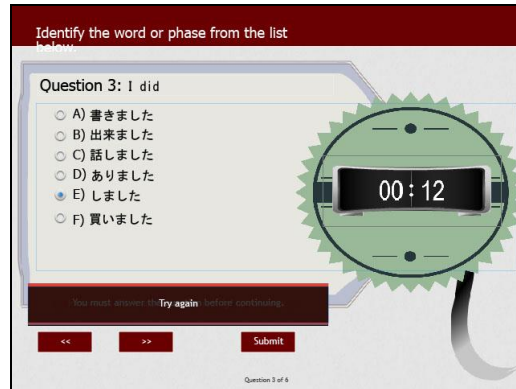 Identify the word or phase from the list
below.
Question 3: I did
A) 書きました
B) 出来ました
C) 話しました
D) ありました
E) しました
F) 買いました
00:12
You must answer the question before continuing.
Try again
<<
>>
Submit
Question 3 of 6